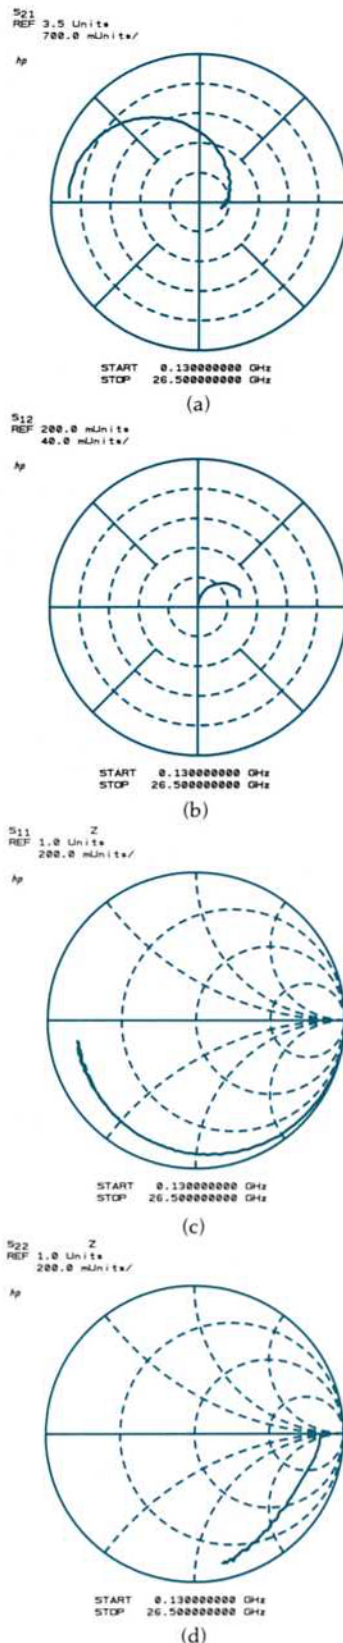 S21
REF 3.5 Units
700.0 mUnits/
hp
START 0.130000000 GHz
STOP 26.500000000 GHz
(a)
S12
REF 200.0 mUnits
40.0 mUnits/
hp
START 0.130000000 GHz
STOP 26.500000000 GHz
(b)
S11 Z
REF 1.0 Units
200.0 mUnits/
hp
START 0.130000000 GHz
STOP 26.500000000 GHz
(c)
S22 Z
REF 1.0 Units
200.0 mUnits/
hp
START 0.130000000 GHz
STOP 26.500000000 GHz
(d)